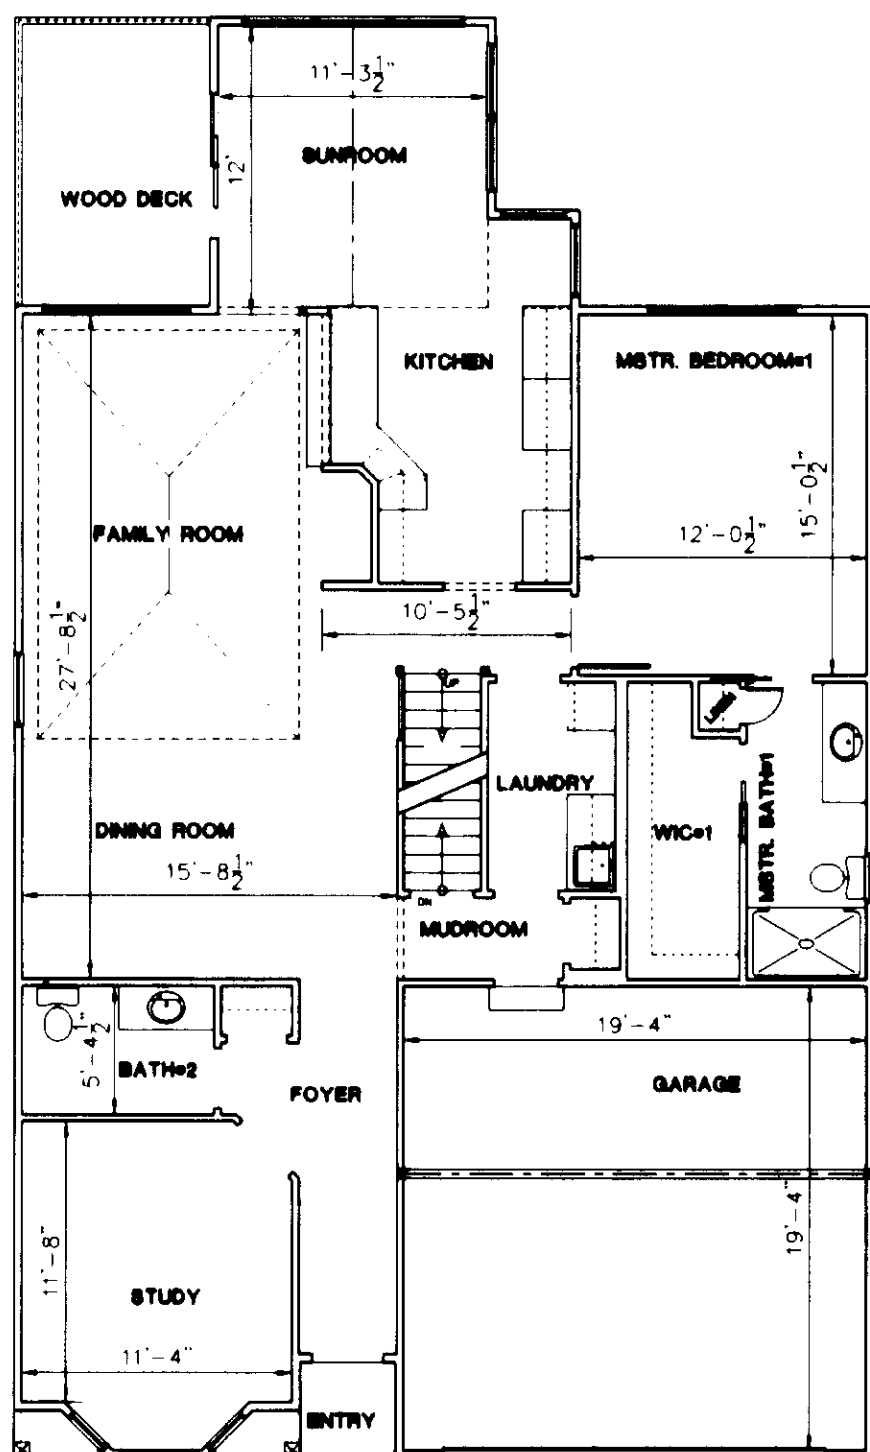 11'-3 1/2"
SUNROOM
12'
WOOD DECK
KITCHEN
MSTR. BEDROOM#1
15'-0 1/2"
12'-0 1/2"
FAMILY ROOM
10'-5 1/2"
27'-8 1/2"
UP
LINEN
LAUNDRY
MSTR. BATH#1
WIC#1
DINING ROOM
15'-8 1/2"
DN
MUDROOM
19'-4"
5'-4 1/2"
BATH#2
FOYER
GARAGE
19'-4"
11'-8"
STUDY
11'-4"
ENTRY